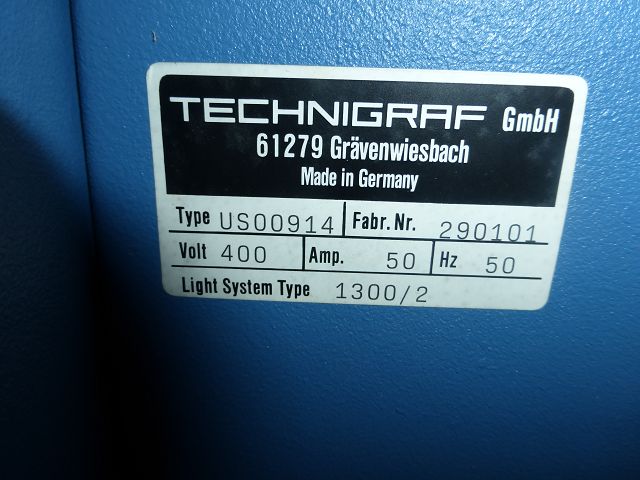 TECHNIGRAF GmbH
61279 Grävenwiesbach
Made in Germany
Type US00914 Fabr. Nr. 290101
Volt 400 Amp. 50 Hz 50
Light System Type 1300/2